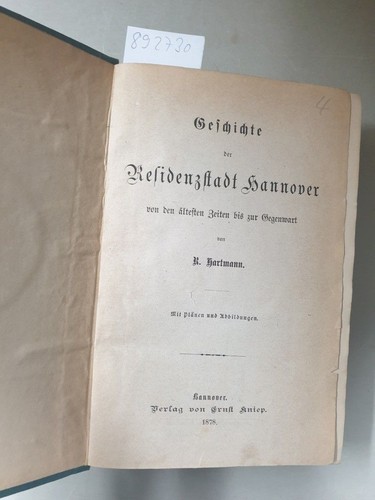 892730
4
Geschichte
der
Residenzstadt Hannover
von den ältesten Zeiten bis zur Gegenwart
von
R. Hartmann.
Mit Plänen und Abbildungen.
Hannover.
Verlag von Ernst Kniep.
1878.